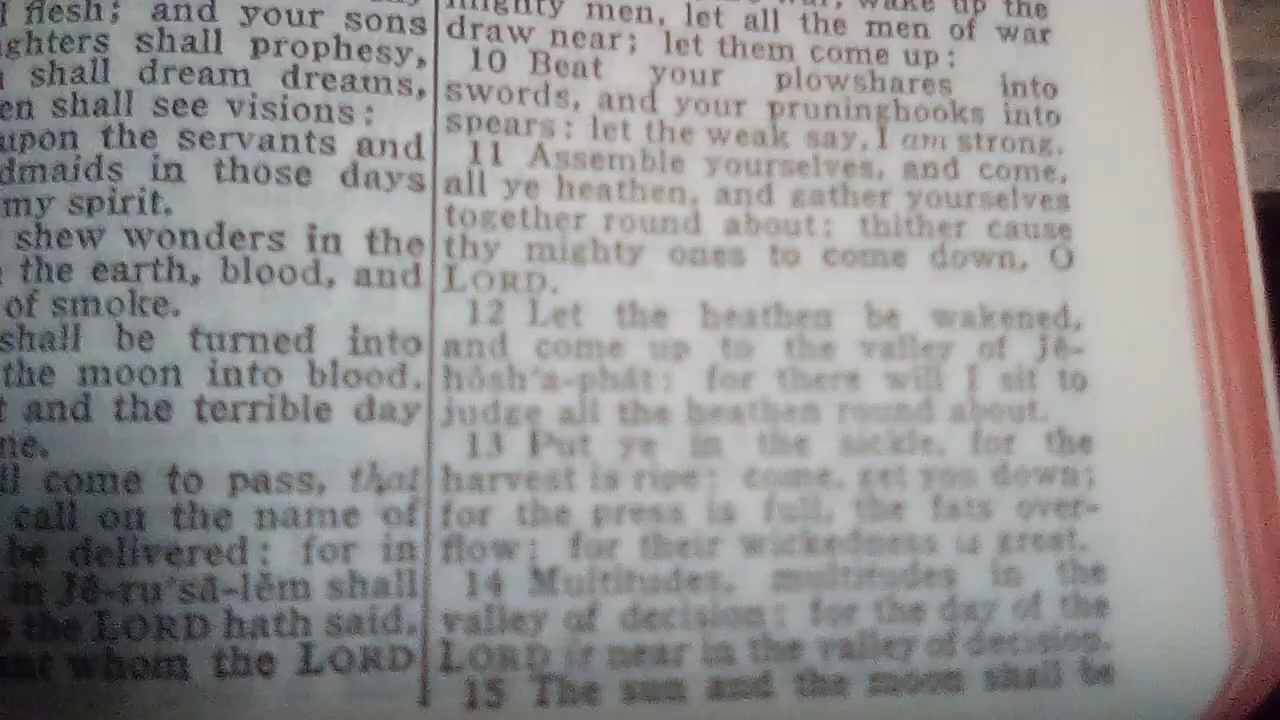 flesh; and your sons
ghters shall prophesy,
shall dream dreams,
en shall see visions:
upon the servants and
dmaids in those days
my spirit.
shew wonders in the
the earth, blood, and
of smoke.
shall be turned into
the moon into blood,
and the terrible day
me.
ll come to pass, that
call on the name of
be delivered: for in
in Jē-ru'sā-lĕm shall
the LORD hath said,
whom the LORD
mighty men, let all the men of war
draw near; let them come up:
10 Beat your plowshares into
swords, and your pruninghooks into
spears: let the weak say, I am strong.
11 Assemble yourselves, and come,
all ye heathen, and gather yourselves
together round about: thither cause
thy mighty ones to come down, O
LORD.
12 Let the heathen be wakened,
and come up to the valley of Jē-
hŏsh'a-phăt: for there will I sit to
judge all the heathen round about.
13 Put ye in the sickle, for the
harvest is ripe: come, get you down;
for the press is full, the fats over-
flow; for their wickedness is great.
14 Multitudes, multitudes in the
valley of decision: for the day of the
LORD is near in the valley of decision.
15 The sun and the moon shall be